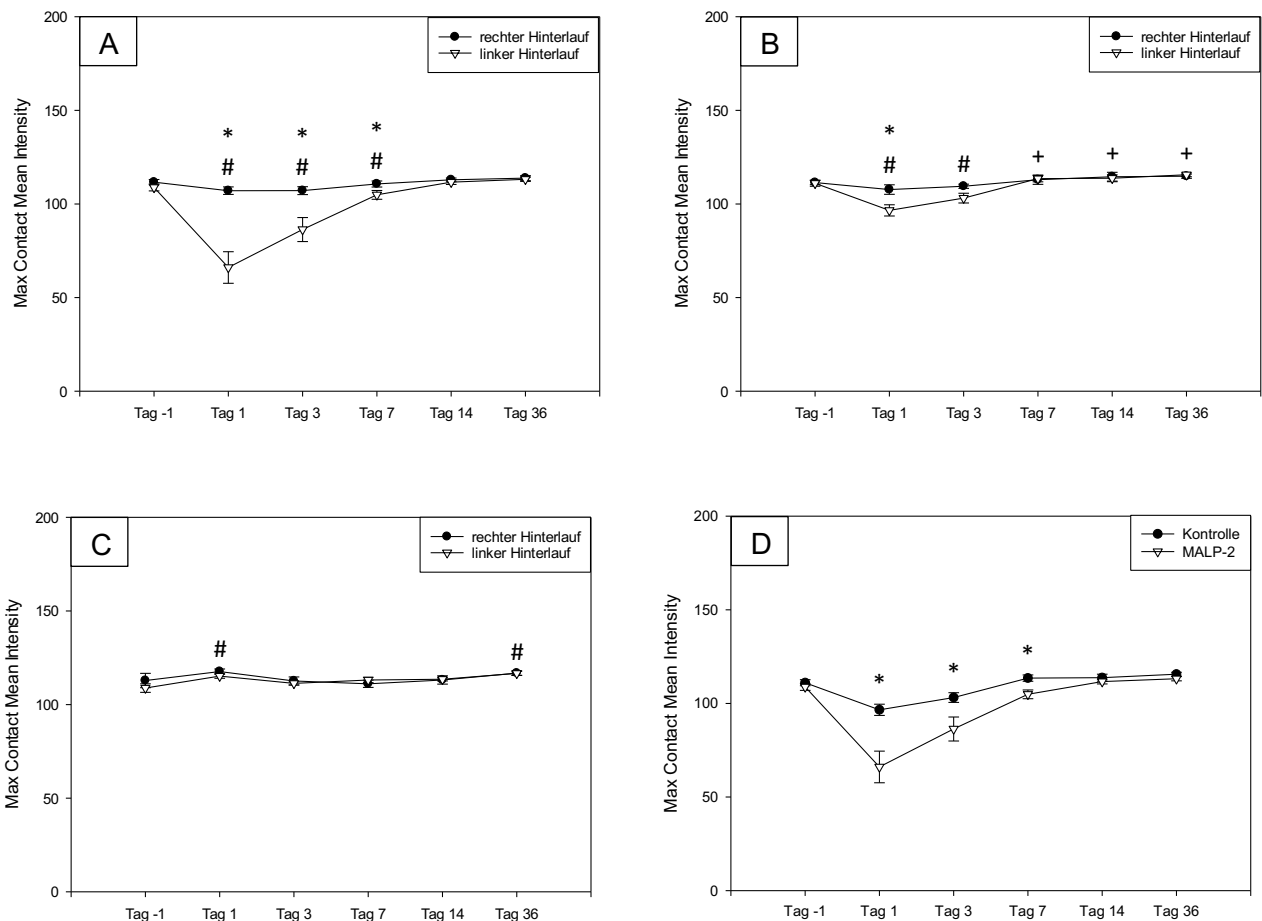 A
200
150
100
50
0
Max Contact Mean Intensity
rechter Hinterlauf
linker Hinterlauf
* * *
# # #
Tag -1 Tag 1 Tag 3 Tag 7 Tag 14 Tag 36
B
200
150
100
50
0
Max Contact Mean Intensity
rechter Hinterlauf
linker Hinterlauf
*
# # + + +
Tag -1 Tag 1 Tag 3 Tag 7 Tag 14 Tag 36
C
200
150
100
50
0
Max Contact Mean Intensity
rechter Hinterlauf
linker Hinterlauf
# #
Tag -1 Tag 1 Tag 3 Tag 7 Tag 14 Tag 36
D
200
150
100
50
0
Max Contact Mean Intensity
Kontrolle
MALP-2
* * *
Tag -1 Tag 1 Tag 3 Tag 7 Tag 14 Tag 36